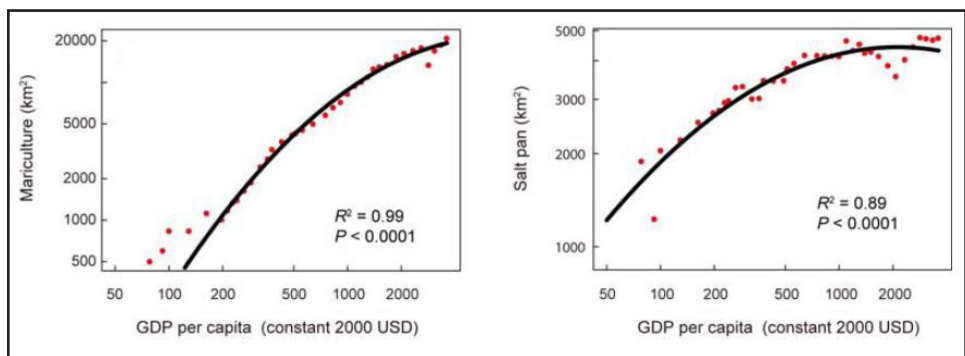 Mariculture (km²)
20000
5000
2000
1000
500
R² = 0.99
P < 0.0001
50 100 200 500 1000 2000
GDP per capita (constant 2000 USD)
Salt pan (km²)
5000
3000
2000
1000
R² = 0.89
P < 0.0001
50 100 200 500 1000 2000
GDP per capita (constant 2000 USD)